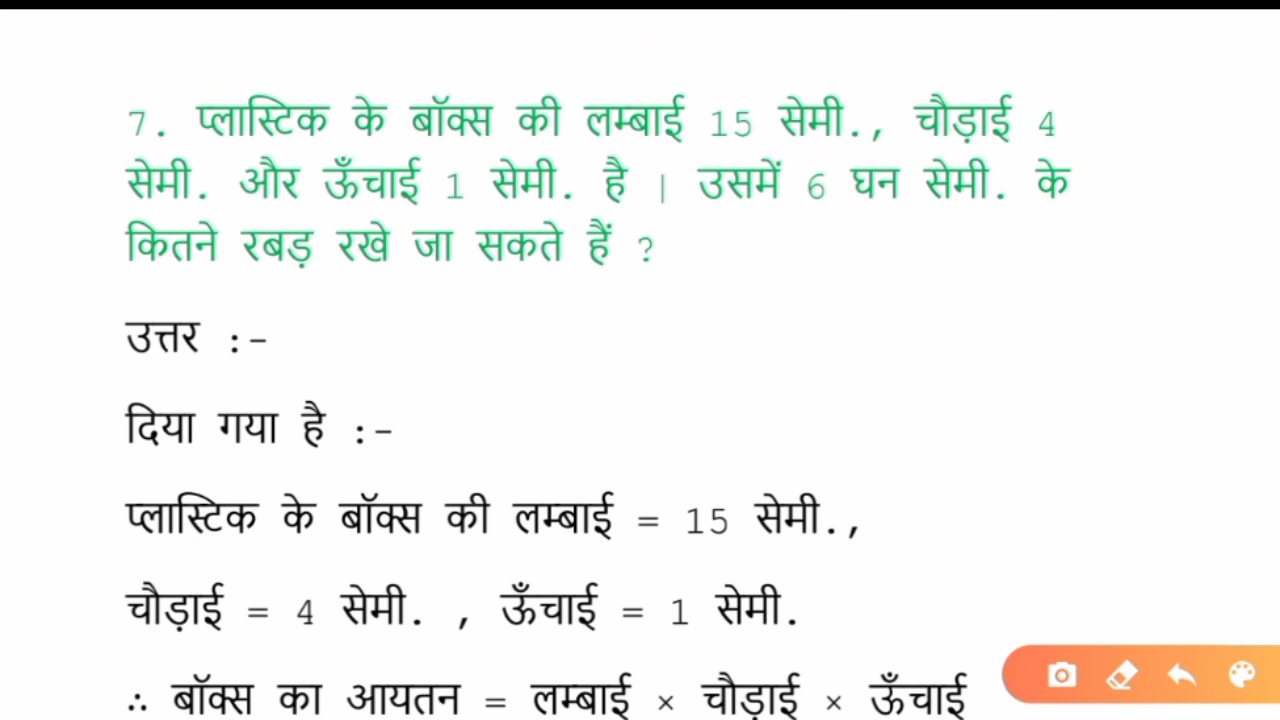 7. प्लास्टिक के बॉक्स की लम्बाई 15 सेमी., चौड़ाई 4
सेमी. और ऊँचाई 1 सेमी. है | उसमें 6 घन सेमी. के
कितने रबड़ रखे जा सकते हैं ?
उत्तर :-
दिया गया है :-
प्लास्टिक के बॉक्स की लम्बाई = 15 सेमी.,
चौड़ाई = 4 सेमी. , ऊँचाई = 1 सेमी.
∴ बॉक्स का आयतन = लम्बाई × चौड़ाई × ऊँचाई